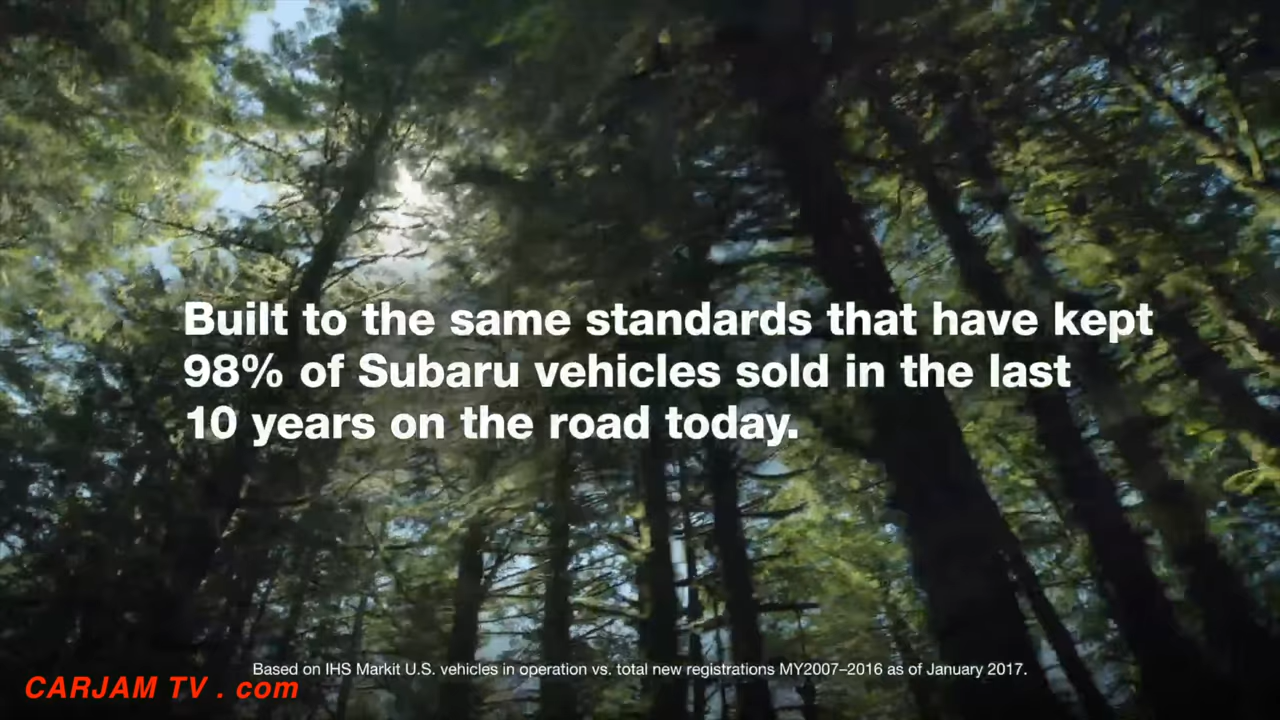 Built to the same standards that have kept
98% of Subaru vehicles sold in the last
10 years on the road today.
Based on IHS Markit U.S. vehicles in operation vs. total new registrations MY2007–2016 as of January 2017.
CARJAM TV . com